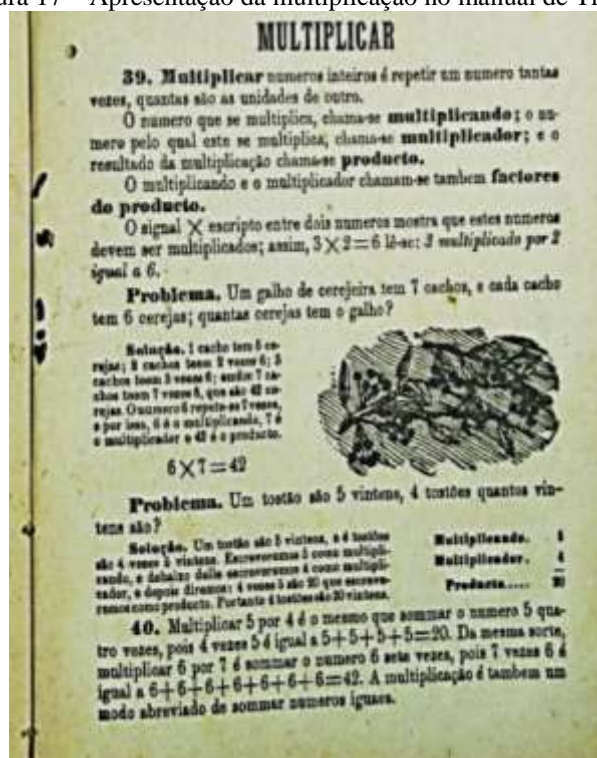 ura 17 – Apresentação da multiplicação no manual de Tr
MULTIPLICAR
39. Multiplicar numeros inteiros é repetir um numero tantas
vezes, quantas são as unidades de outro.
O numero que se multiplica, chama-se multiplicando; o nu-
mero pelo qual este se multiplica, chama-se multiplicador; e o
resultado da multiplicação chama-se producto.
O multiplicando e o multiplicador chamam-se tambem factores
do producto.
O signal X escripto entre dois numeros mostra que estes numeros
devem ser multiplicados; assim, 3 X 2 = 6 lê-se: 3 multiplicado por 2
igual a 6.
Problema. Um galho de cerejeira tem 7 cachos, e cada cacho
tem 6 cerejas; quantas cerejas tem o galho?
Solução. 1 cacho tem 6 ce-
rejas; 2 cachos teem 2 vezes 6; 3
cachos teem 3 vezes 6; emfim 7 ca-
chos teem 7 vezes 6, que são 42 ce-
rejas. O numero 6 repete-se 7 vezes,
e por isso, 6 é o multiplicando, 7 é
o multiplicador e 42 é o producto.
6 X 7 = 42
Problema. Um tostão são 5 vintens, 4 tostões quantos vin-
tens são?
Solução. Um tostão são 5 vintens, e 4 tostões
são 4 vezes 5 vintens. Escreveremos 5 como multipli-
cando, e debaixo delle escreveremos 4 como multipli-
cador, e depois diremos: 4 vezes 5 são 20 que escreve-
remos como producto. Portanto 4 tostões são 20 vintens.
Multiplicando. 5
Multiplicador. 4
Producto..... 20
40. Multiplicar 5 por 4 é o mesmo que sommar o numero 5 qua-
tro vezes, pois 4 vezes 5 é igual a 5+5+5+5=20. Da mesma sorte,
multiplicar 6 por 7 é sommar o numero 6 sete vezes, pois 7 vezes 6 é
igual a 6+6+6+6+6+6+6=42. A multiplicação é tambem um
modo abreviado de sommar numeros iguaes.